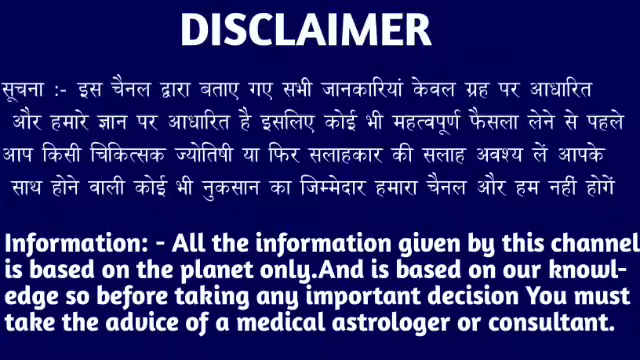 DISCLAIMER
सूचना :- इस चैनल द्वारा बताए गए सभी जानकारियां केवल ग्रह पर आधारित
और हमारे ज्ञान पर आधारित है इसलिए कोई भी महत्वपूर्ण फैसला लेने से पहले
आप किसी चिकित्सक ज्योतिषी या फिर सलाहकार की सलाह अवश्य लें आपके
साथ होने वाली कोई भी नुकसान का जिम्मेदार हमारा चैनल और हम नहीं होगें
Information: - All the information given by this channel
is based on the planet only.And is based on our knowl-
edge so before taking any important decision You must
take the advice of a medical astrologer or consultant.